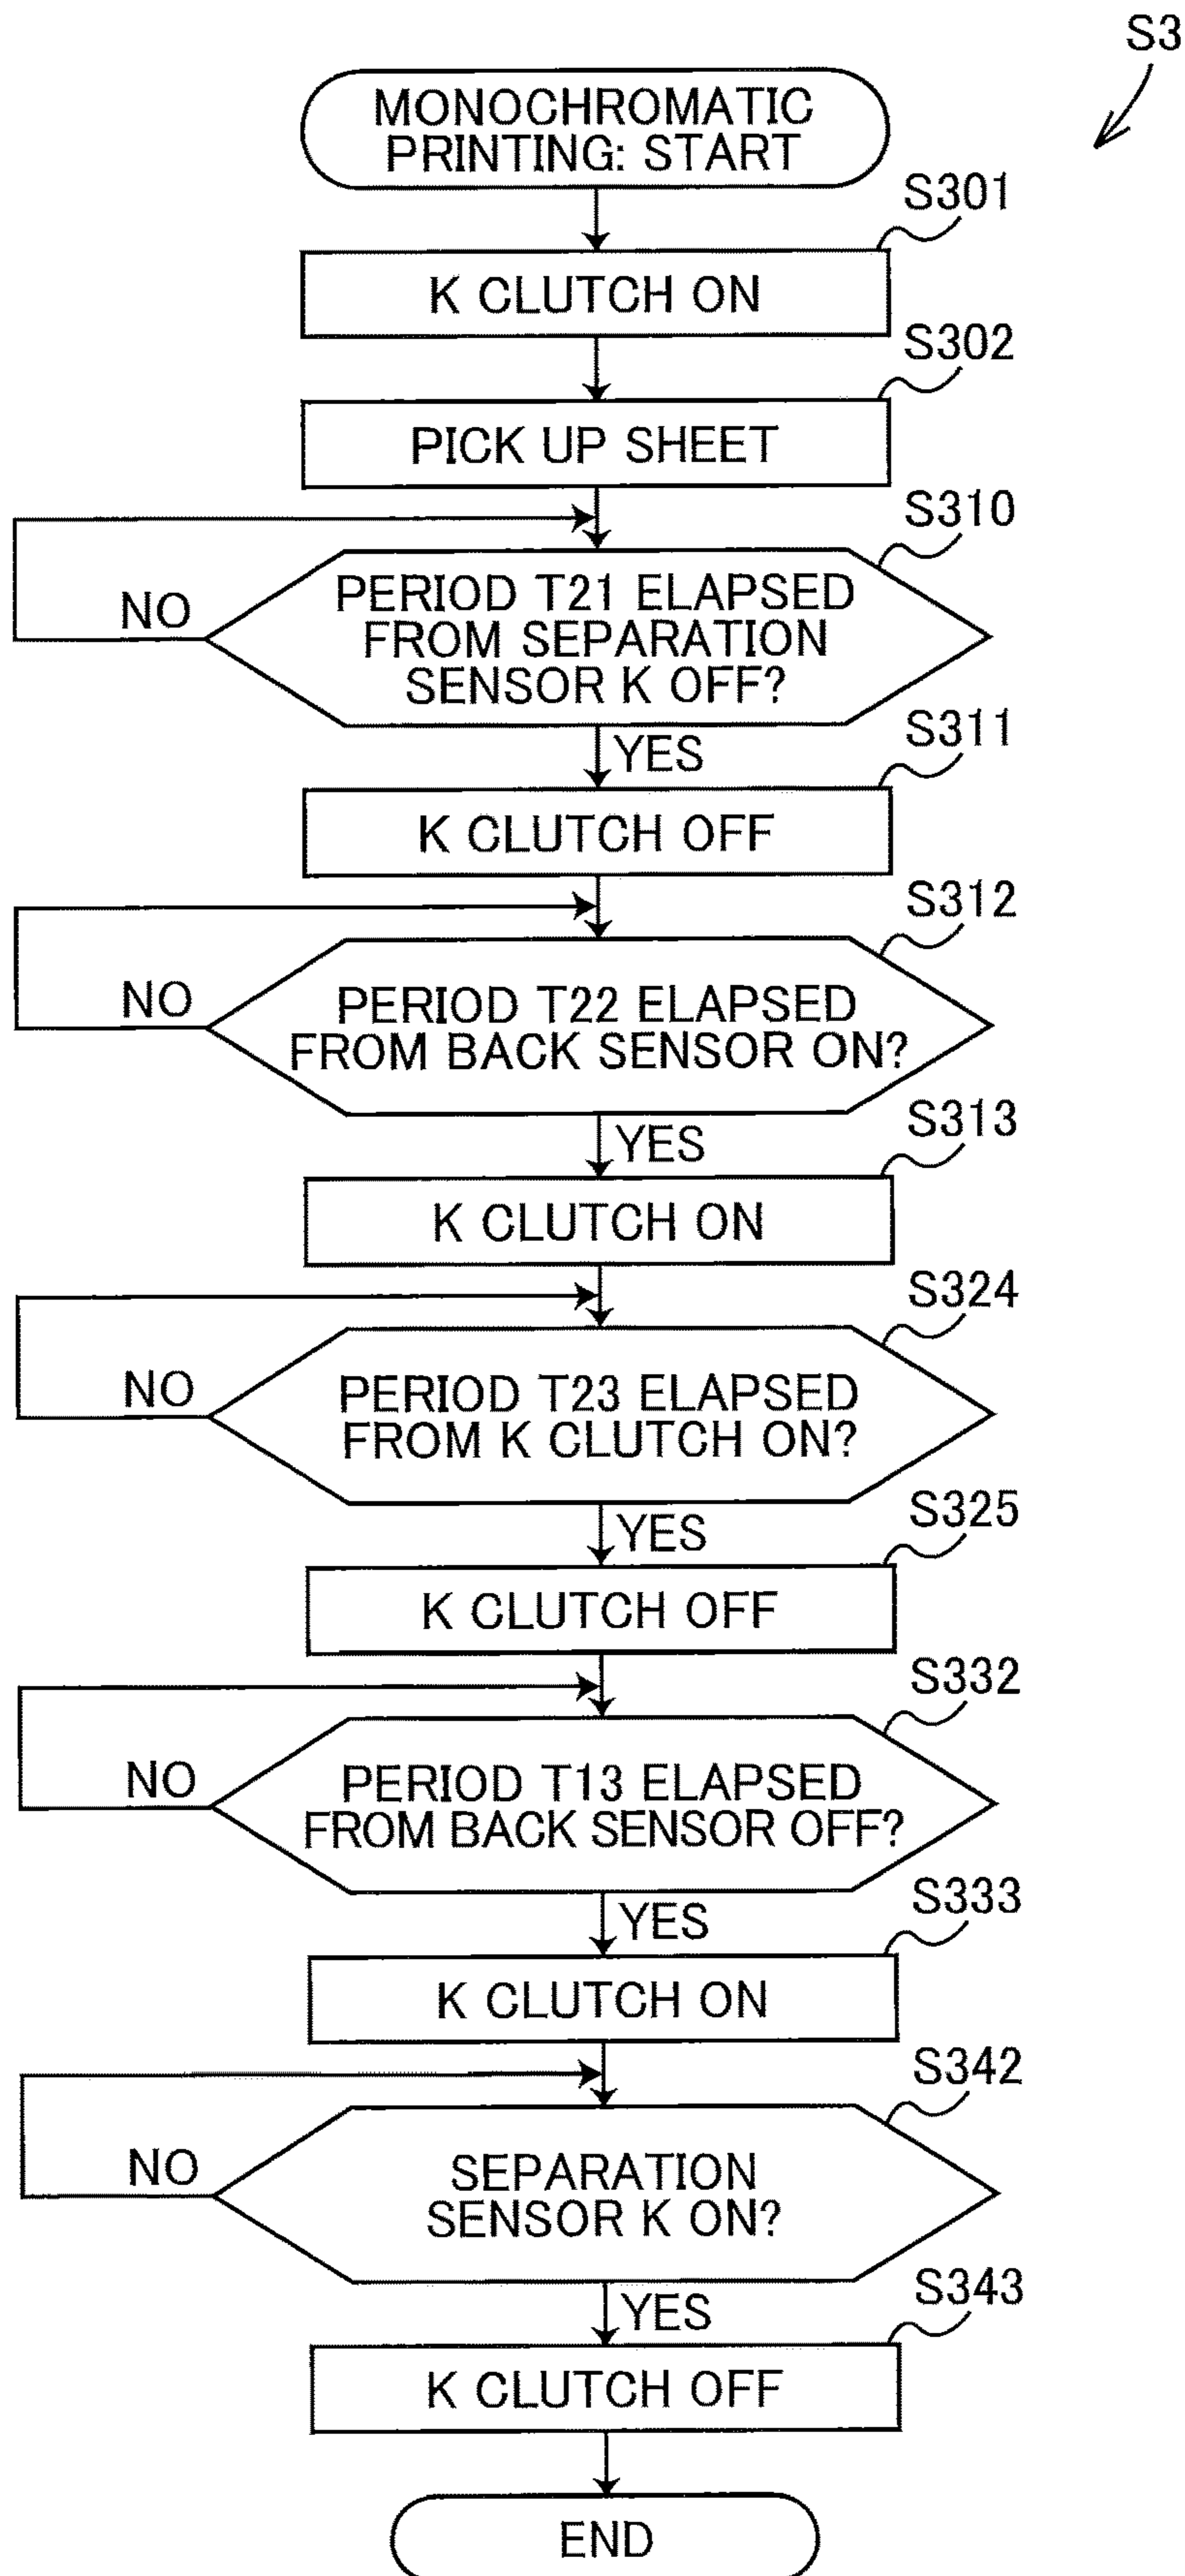 S3
MONOCHROMATIC
PRINTING: START
S301
K CLUTCH ON
S302
PICK UP SHEET
S310
PERIOD T21 ELAPSED
FROM SEPARATION
SENSOR K OFF?
NO
YES
S311
K CLUTCH OFF
S312
PERIOD T22 ELAPSED
FROM BACK SENSOR ON?
NO
YES
S313
K CLUTCH ON
S324
PERIOD T23 ELAPSED
FROM K CLUTCH ON?
NO
YES
S325
K CLUTCH OFF
S332
PERIOD T13 ELAPSED
FROM BACK SENSOR OFF?
NO
YES
S333
K CLUTCH ON
S342
SEPARATION
SENSOR K ON?
NO
YES
S343
K CLUTCH OFF
END